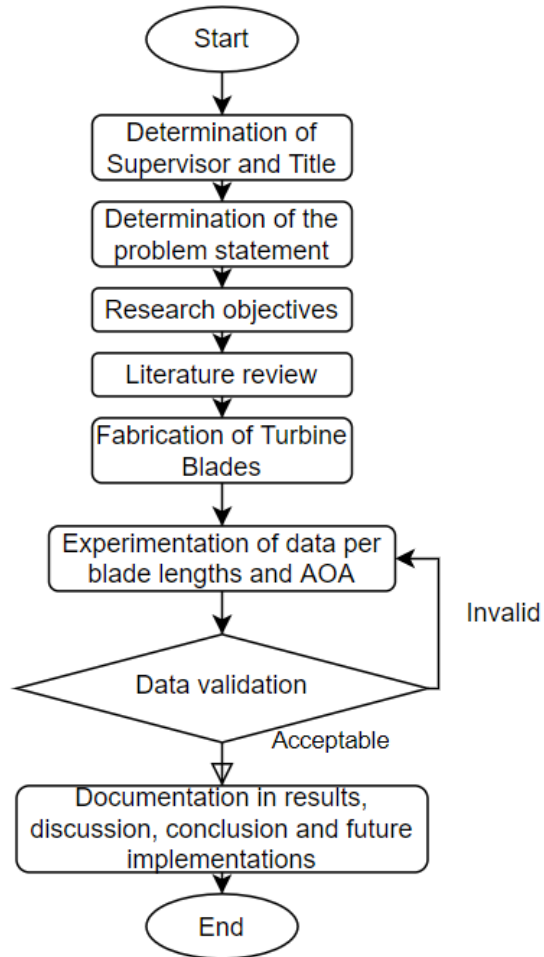 Start
Determination of
Supervisor and Title
Determination of the
problem statement
Research objectives
Literature review
Fabrication of Turbine
Blades
Experimentation of data per
blade lengths and AOA
Invalid
Data validation
Acceptable
Documentation in results,
discussion, conclusion and future
implementations
End